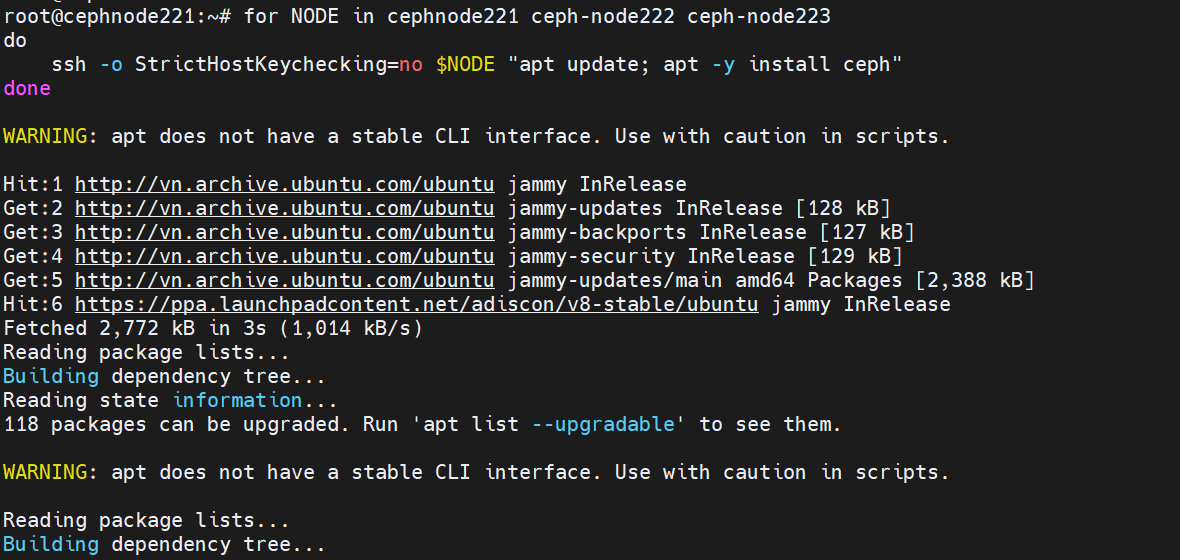 root@cephnode221:~# for NODE in cephnode221 ceph-node222 ceph-node223
do
    ssh -o StrictHostKeychecking=no $NODE "apt update; apt -y install ceph"
done

WARNING: apt does not have a stable CLI interface. Use with caution in scripts.

Hit:1 http://vn.archive.ubuntu.com/ubuntu jammy InRelease
Get:2 http://vn.archive.ubuntu.com/ubuntu jammy-updates InRelease [128 kB]
Get:3 http://vn.archive.ubuntu.com/ubuntu jammy-backports InRelease [127 kB]
Get:4 http://vn.archive.ubuntu.com/ubuntu jammy-security InRelease [129 kB]
Get:5 http://vn.archive.ubuntu.com/ubuntu jammy-updates/main amd64 Packages [2,388 kB]
Hit:6 https://ppa.launchpadcontent.net/adiscon/v8-stable/ubuntu jammy InRelease
Fetched 2,772 kB in 3s (1,014 kB/s)
Reading package lists...
Building dependency tree...
Reading state information...
118 packages can be upgraded. Run 'apt list --upgradable' to see them.

WARNING: apt does not have a stable CLI interface. Use with caution in scripts.

Reading package lists...
Building dependency tree...